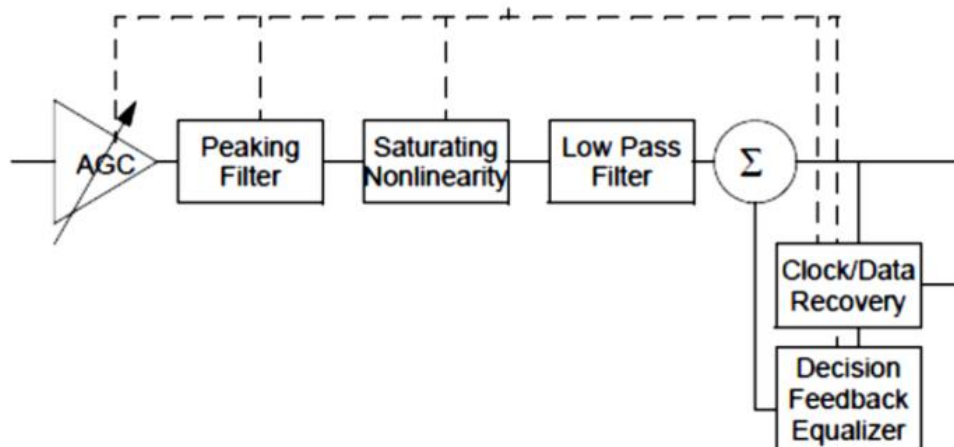 AGC
Peaking
Filter
Saturating
Nonlinearity
Low Pass
Filter
Σ
Clock/Data
Recovery
Decision
Feedback
Equalizer